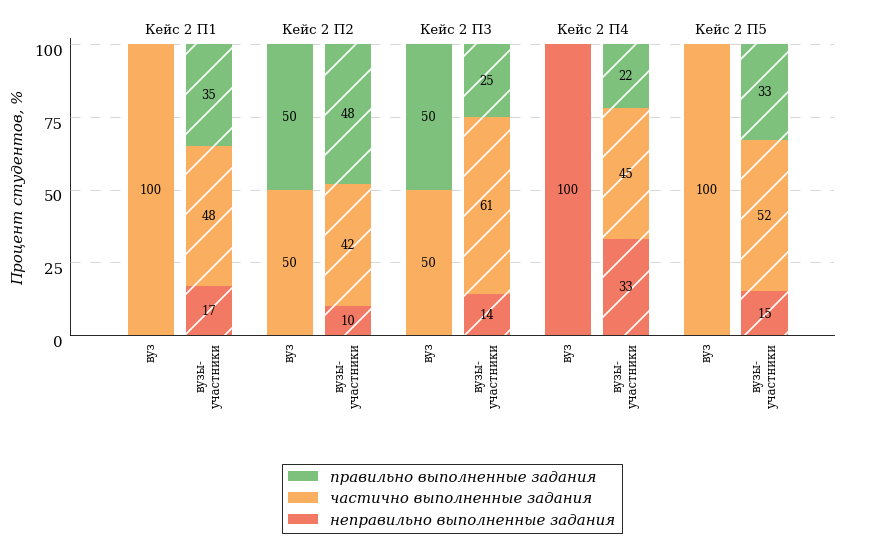 Кейс 2 П1 Кейс 2 П2 Кейс 2 П3 Кейс 2 П4 Кейс 2 П5
Процент студентов, %
100
75
50
25
0
100 35 48 17
50 50 48 42 10
50 50 25 61 14
100 22 45 33
100 33 52 15
вуз
вузы-
участники
вуз
вузы-
участники
вуз
вузы-
участники
вуз
вузы-
участники
вуз
вузы-
участники
правильно выполненные задания
частично выполненные задания
неправильно выполненные задания